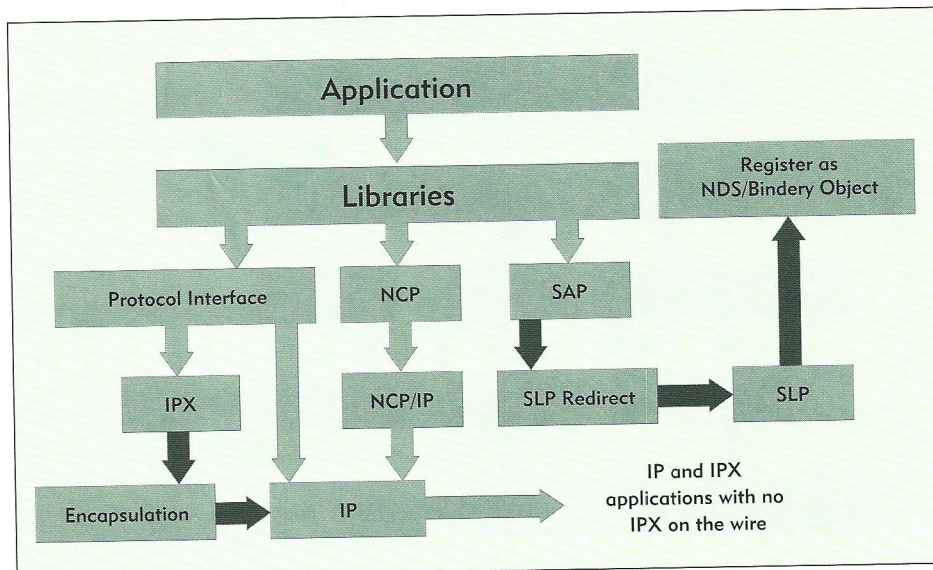 Application
Libraries
Register as
NDS/Bindery Object
Protocol Interface
NCP
SAP
IPX
NCP/IP
SLP Redirect
SLP
Encapsulation
IP
IP and IPX
applications with no
IPX on the wire